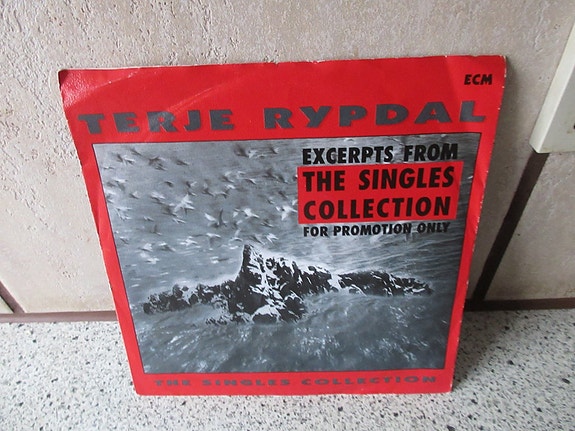 ECM
TERJE RYPDAL
EXCERPTS FROM
THE SINGLES
COLLECTION
FOR PROMOTION ONLY
THE SINGLES COLLECTION